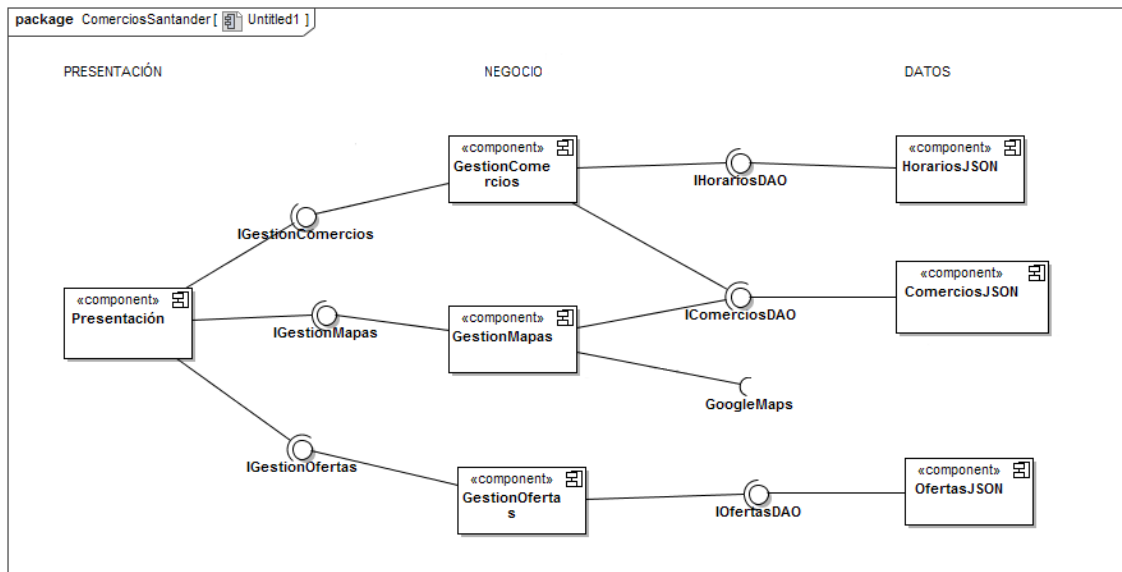 package ComerciosSantander [ Untitled1 ]
PRESENTACIÓN
NEGOCIO
DATOS
«component»
GestionCome
rcios
«component»
HorariosJSON
IHorariosDAO
IGestionComercios
«component»
Presentación
IGestionMapas
«component»
GestionMapas
IComerciosDAO
«component»
ComerciosJSON
GoogleMaps
IGestionOfertas
«component»
GestionOferta
s
IOfertasDAO
«component»
OfertasJSON